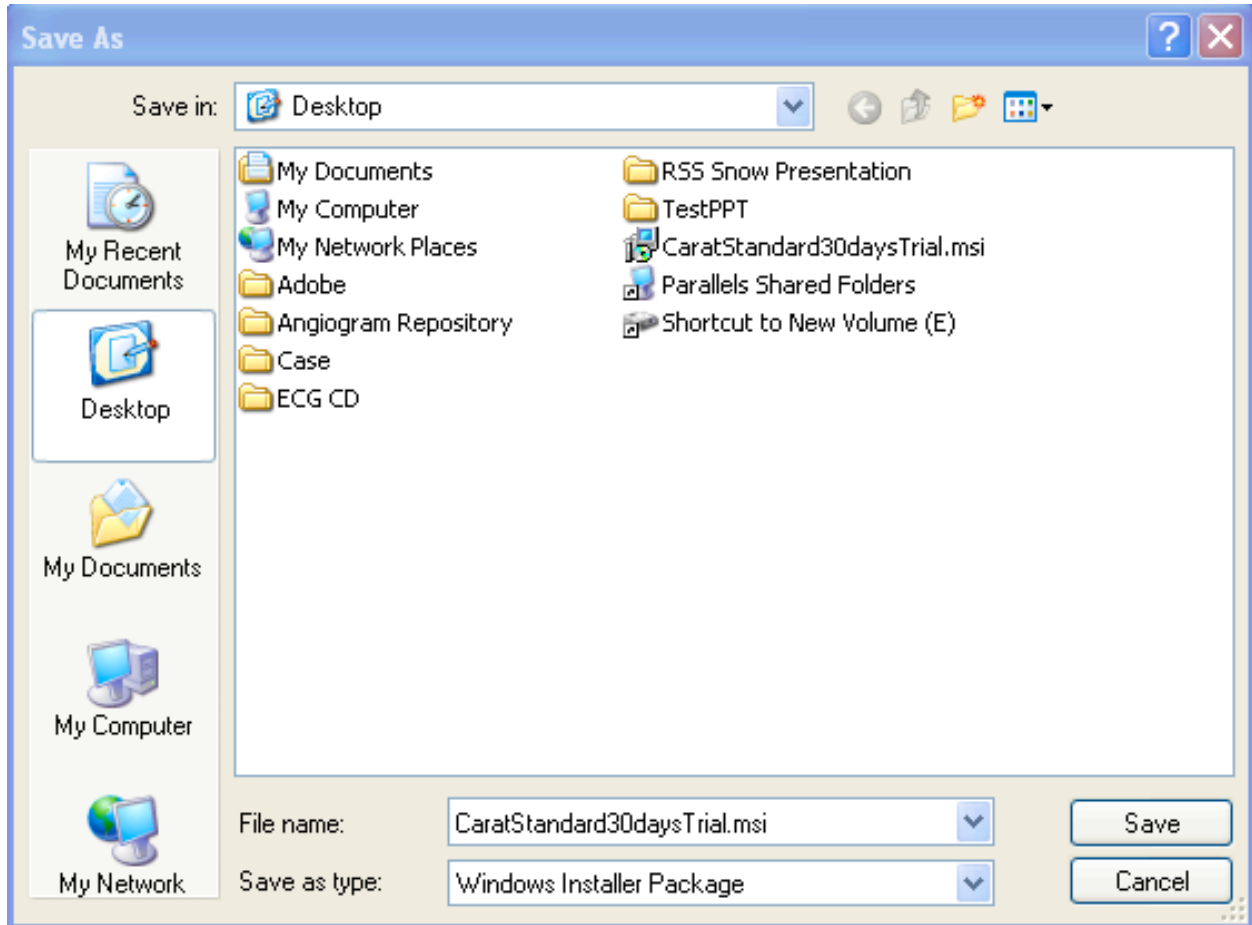 Save As
Save in:
Desktop
My Recent
Documents
Desktop
My Documents
My Computer
My Network
My Documents
My Computer
My Network Places
Adobe
Angiogram Repository
Case
ECG CD
RSS Snow Presentation
TestPPT
CaratStandard30daysTrial.msi
Parallels Shared Folders
Shortcut to New Volume (E)
File name:
CaratStandard30daysTrial.msi
Save
Save as type:
Windows Installer Package
Cancel